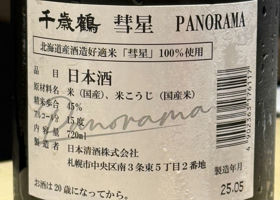 千歳鶴 彗星 PANORAMA
北海道産酒造好適米「彗星」100%使用
品目 日本酒
原材料名 米(国産)、米こうじ(国産米)
精米歩合 45%
アルコール分 15度
内容量 720ml
製造者 日本清酒株式会社
札幌市中央区南3条東5丁目2番地
製造年月
25.05
お酒は20歳になってから。
Panorama